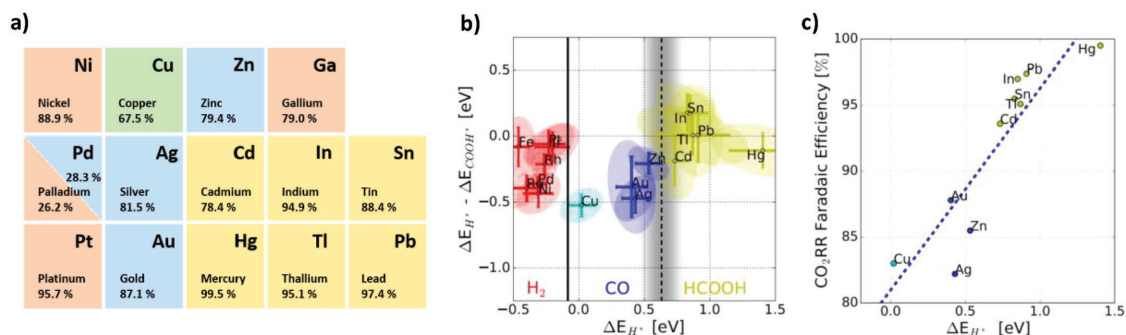 a)
Ni Cu Zn Ga
Nickel Copper Zinc Gallium
88.9 % 67.5 % 79.4 % 79.0 %
Pd Ag Cd In Sn
28.3 %
Palladium Silver Cadmium Indium Tin
26.2 % 81.5 % 78.4 % 94.9 % 88.4 %
Pt Au Hg Tl Pb
Platinum Gold Mercury Thallium Lead
95.7 % 87.1 % 99.5 % 95.1 % 97.4 %
b)
ΔE_H* - ΔE_COOH* [eV]
0.5
0.0
−0.5
−1.0
Fe
Rh
Pd
Ni
Cu
Au
Ag
Zn
Sn
In
Tl
Pb
Cd
Hg
H₂ CO HCOOH
−0.5 0.0 0.5 1.0 1.5
ΔE_H* [eV]
c)
CO₂RR Faradaic Efficiency [%]
100
95
90
85
80
Hg
Pb
In
Sn
Tl
Cd
Au
Zn
Cu
Ag
0.0 0.5 1.0 1.5
ΔE_H* [eV]